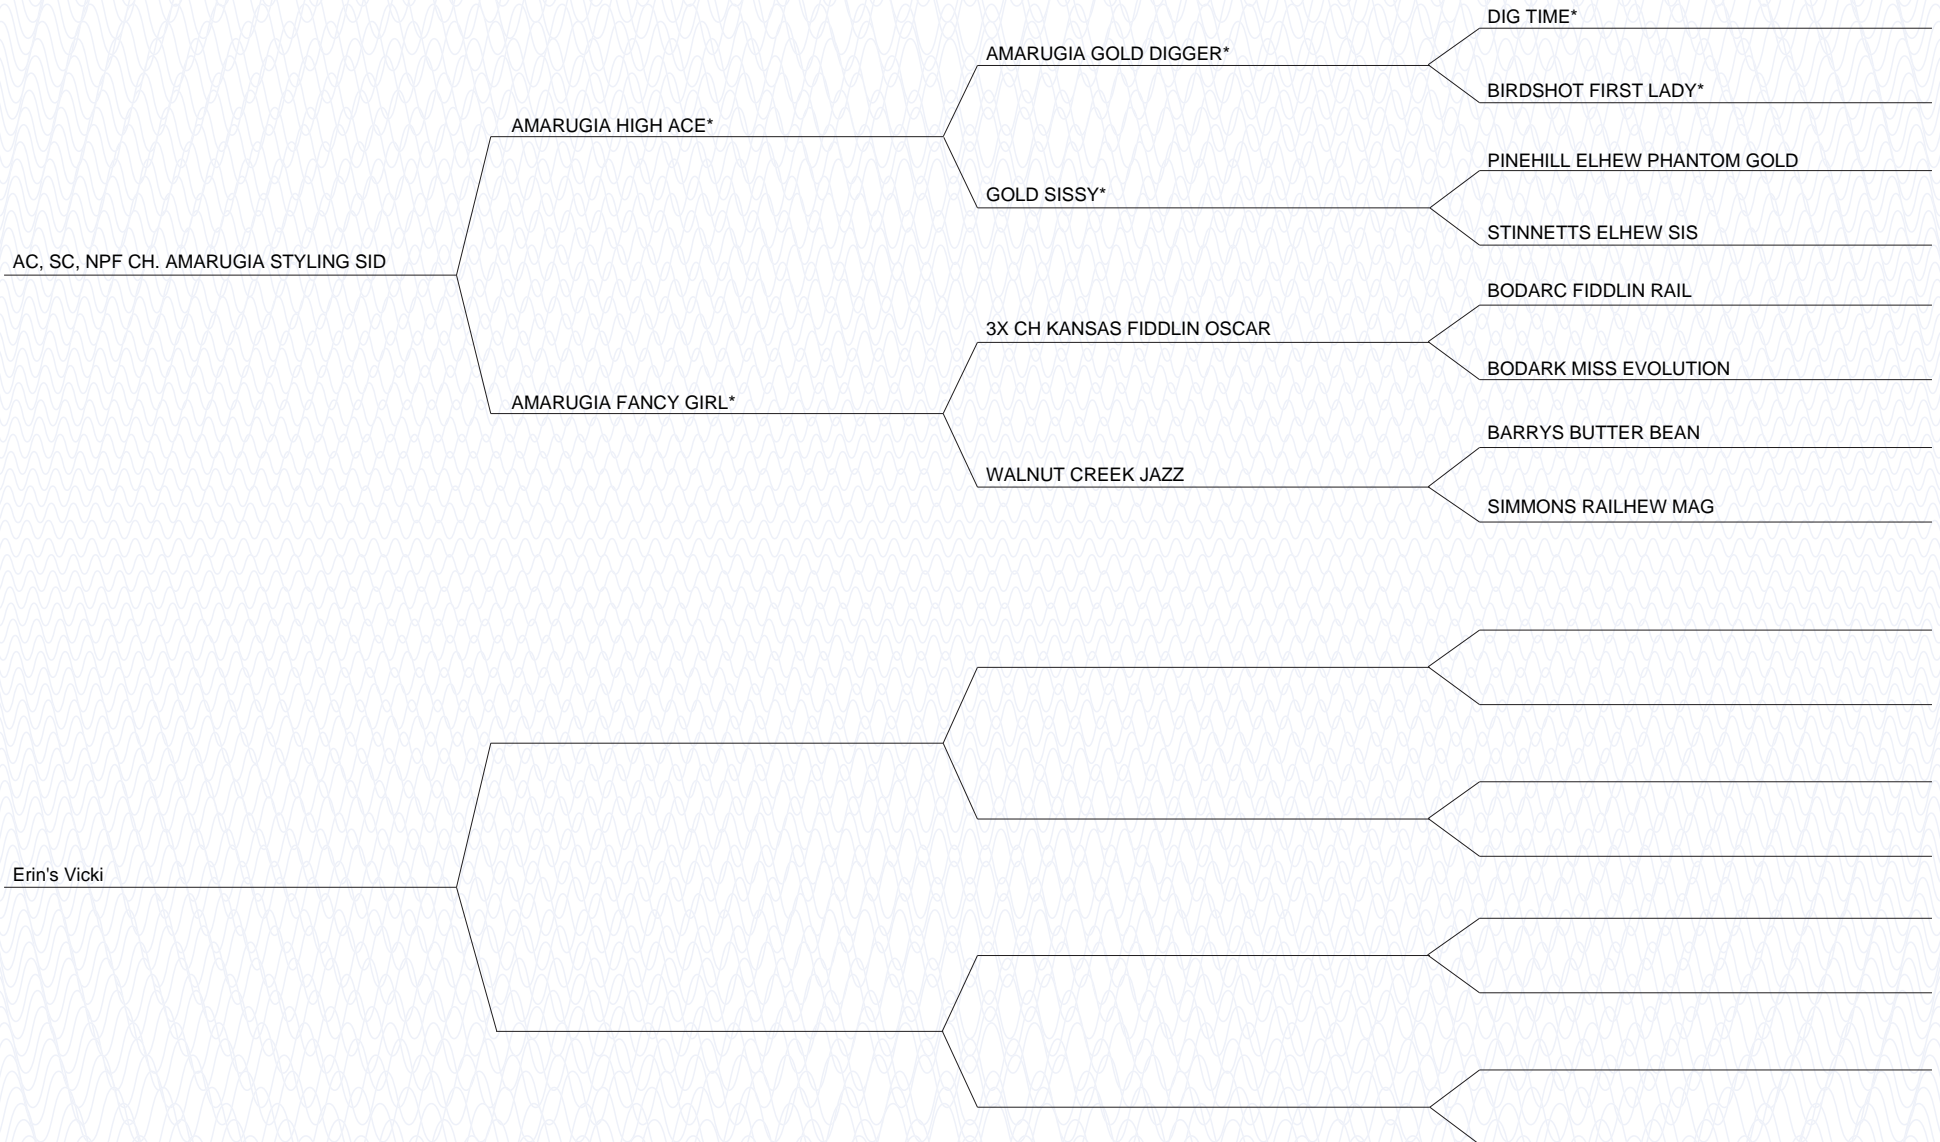 DIG TIME*
AMARUGIA GOLD DIGGER*
BIRDSHOT FIRST LADY*
AMARUGIA HIGH ACE*
PINEHILL ELHEW PHANTOM GOLD
GOLD SISSY*
STINNETTS ELHEW SIS
AC, SC, NPF CH. AMARUGIA STYLING SID
BODARC FIDDLIN RAIL
3X CH KANSAS FIDDLIN OSCAR
BODARK MISS EVOLUTION
AMARUGIA FANCY GIRL*
BARRYS BUTTER BEAN
WALNUT CREEK JAZZ
SIMMONS RAILHEW MAG
Erin's Vicki